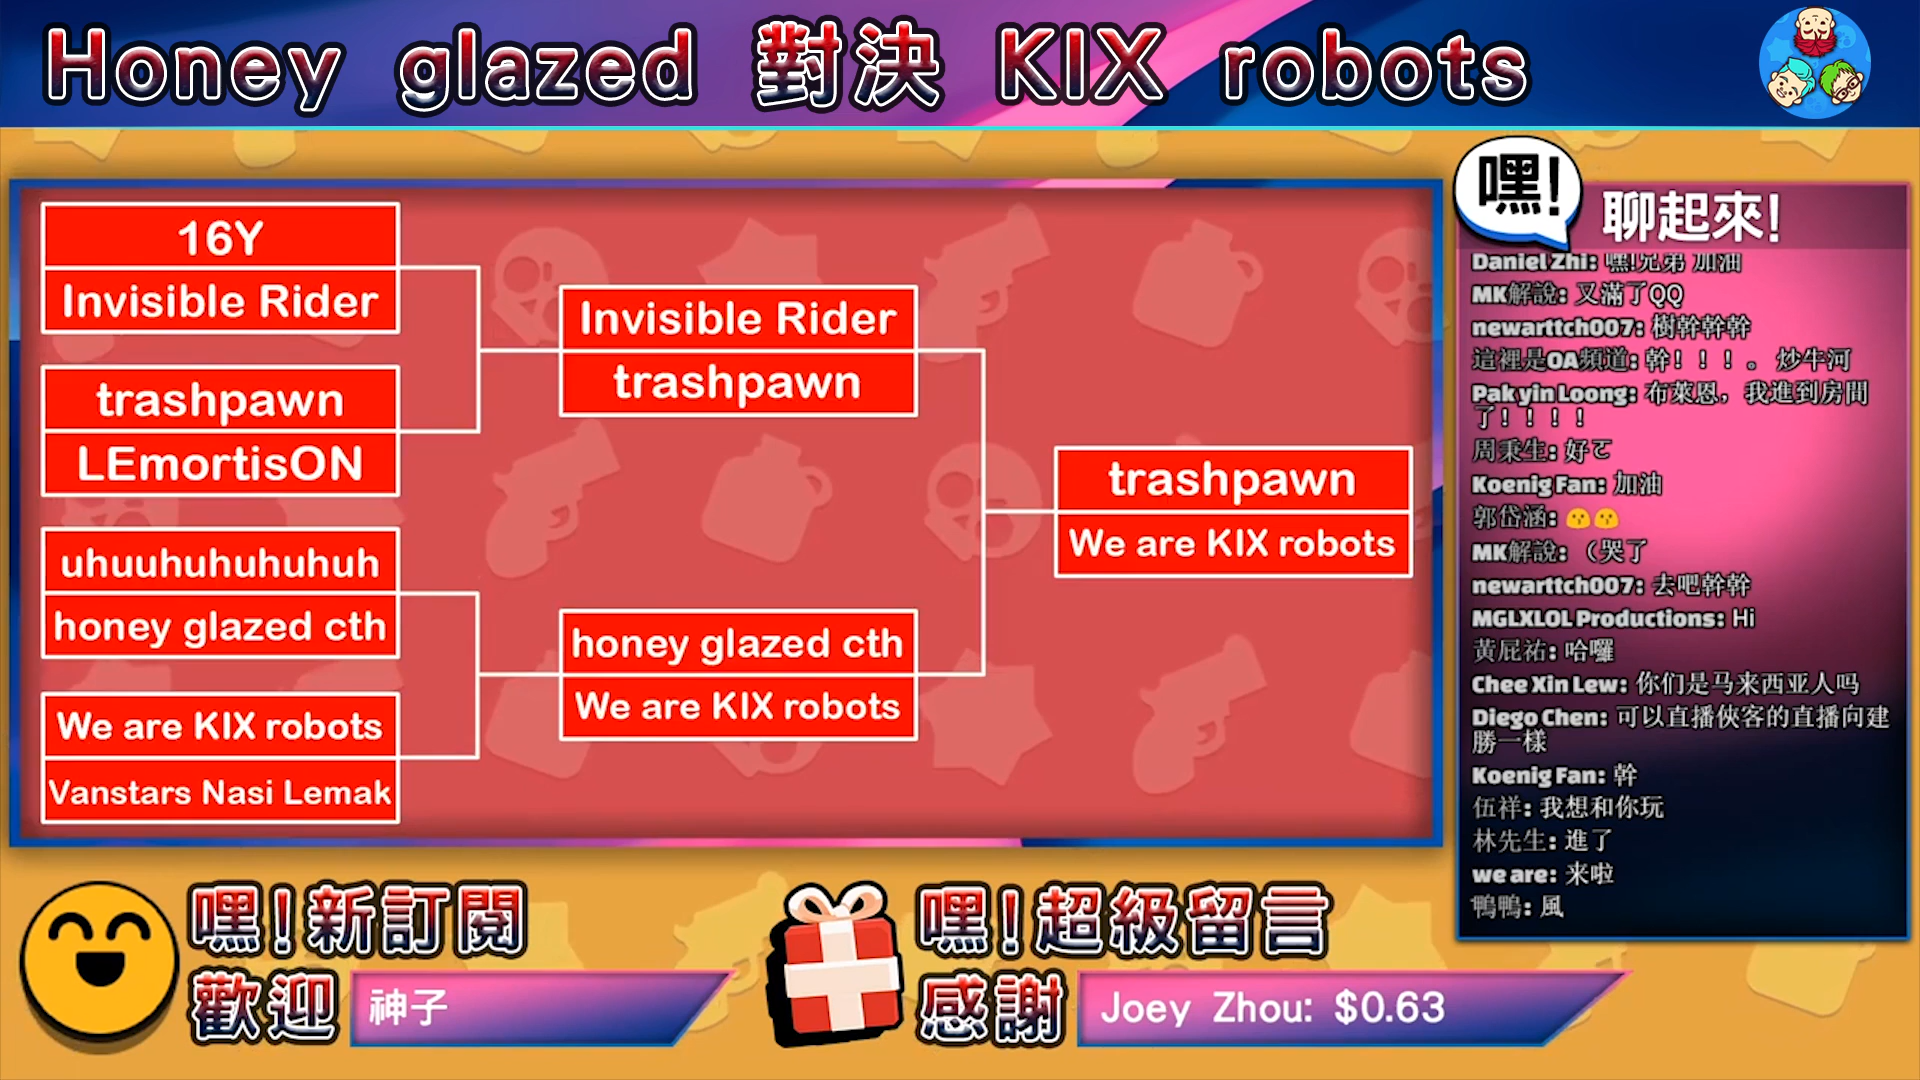 Honey glazed 對決 KIX robots
16Y
Invisible Rider
trashpawn
LEmortisON
uhuuhuhuhuhuh
honey glazed cth
We are KIX robots
Vanstars Nasi Lemak
Invisible Rider
trashpawn
honey glazed cth
We are KIX robots
trashpawn
We are KIX robots
嘿!
聊起來!
Daniel Zhi: 嘿!兄弟 加油
MK解說: 又滿了QQ
newarttch007: 樹幹幹幹
這裡是OA頻道: 幹！！！。炒牛河
Pak yin Loong: 布萊恩，我進到房間
了！！！！
周秉生: 好ㄛ
Koenig Fan: 加油
郭岱涵: 😗😗
MK解說: （哭了
newarttch007: 去吧幹幹
MGLXLOL Productions: Hi
黃屁祐: 哈囉
Chee Xin Lew: 你们是马来西亚人吗
Diego Chen: 可以直播俠客的直播向建
勝一樣
Koenig Fan: 幹
伍祥: 我想和你玩
林先生: 進了
we are: 来啦
鴨鴨: 風
嘿!新訂閱
歡迎 神子
嘿!超級留言
感謝 Joey Zhou: $0.63